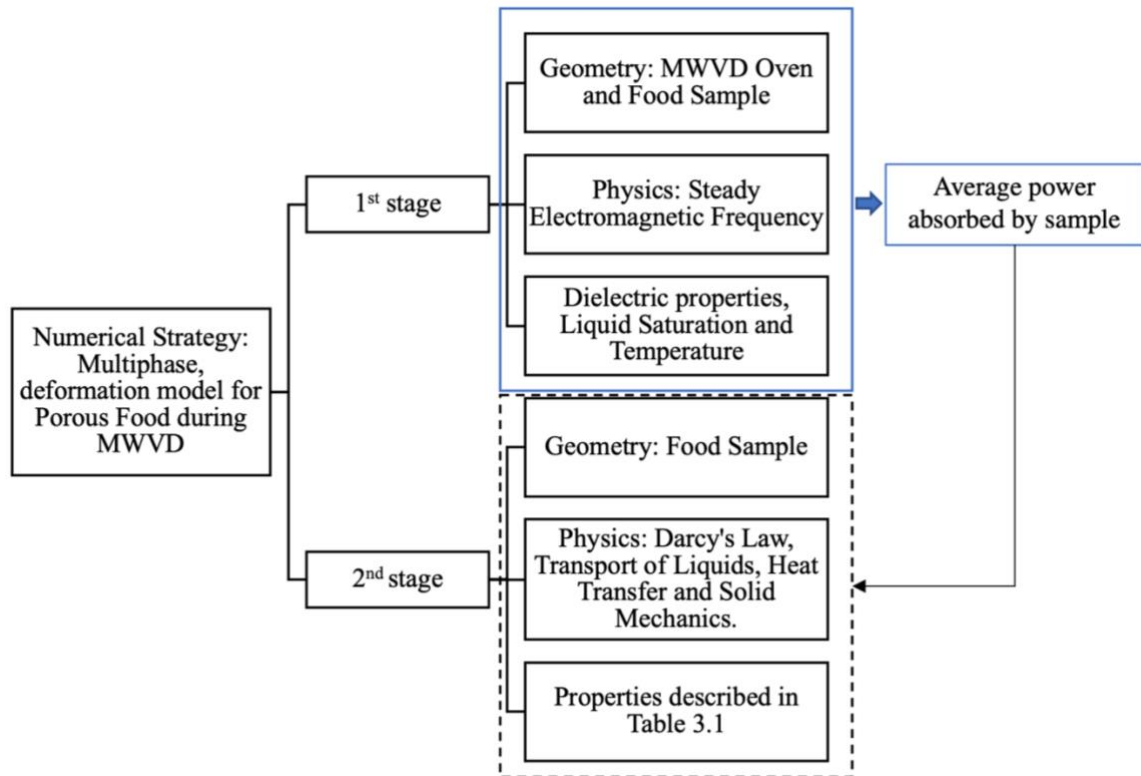 Numerical Strategy:
Multiphase,
deformation model for
Porous Food during
MWVD
1st stage
Geometry: MWVD Oven
and Food Sample
Physics: Steady
Electromagnetic Frequency
Dielectric properties,
Liquid Saturation and
Temperature
Average power
absorbed by sample
2nd stage
Geometry: Food Sample
Physics: Darcy's Law,
Transport of Liquids, Heat
Transfer and Solid
Mechanics.
Properties described in
Table 3.1